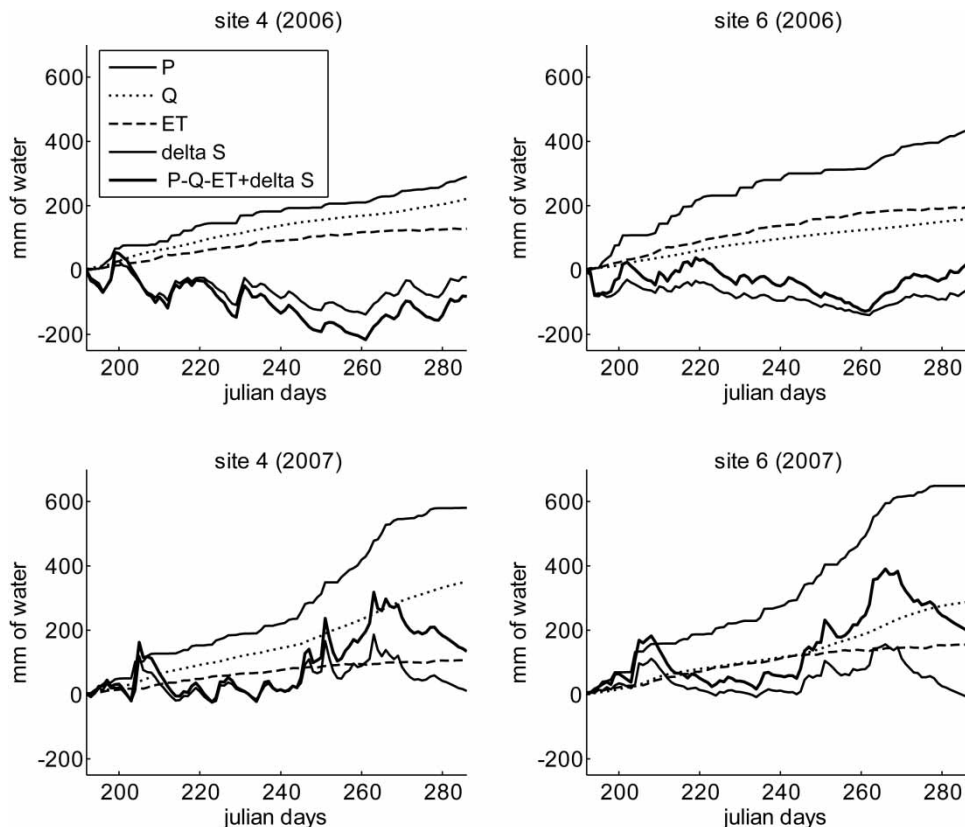 site 4 (2006)
site 6 (2006)
P
Q
ET
delta S
P-Q-ET+delta S
mm of water
600
400
200
0
-200
200
220
240
260
280
julian days
mm of water
600
400
200
0
-200
200
220
240
260
280
julian days
site 4 (2007)
site 6 (2007)
mm of water
600
400
200
0
-200
200
220
240
260
280
julian days
mm of water
600
400
200
0
-200
200
220
240
260
280
julian days